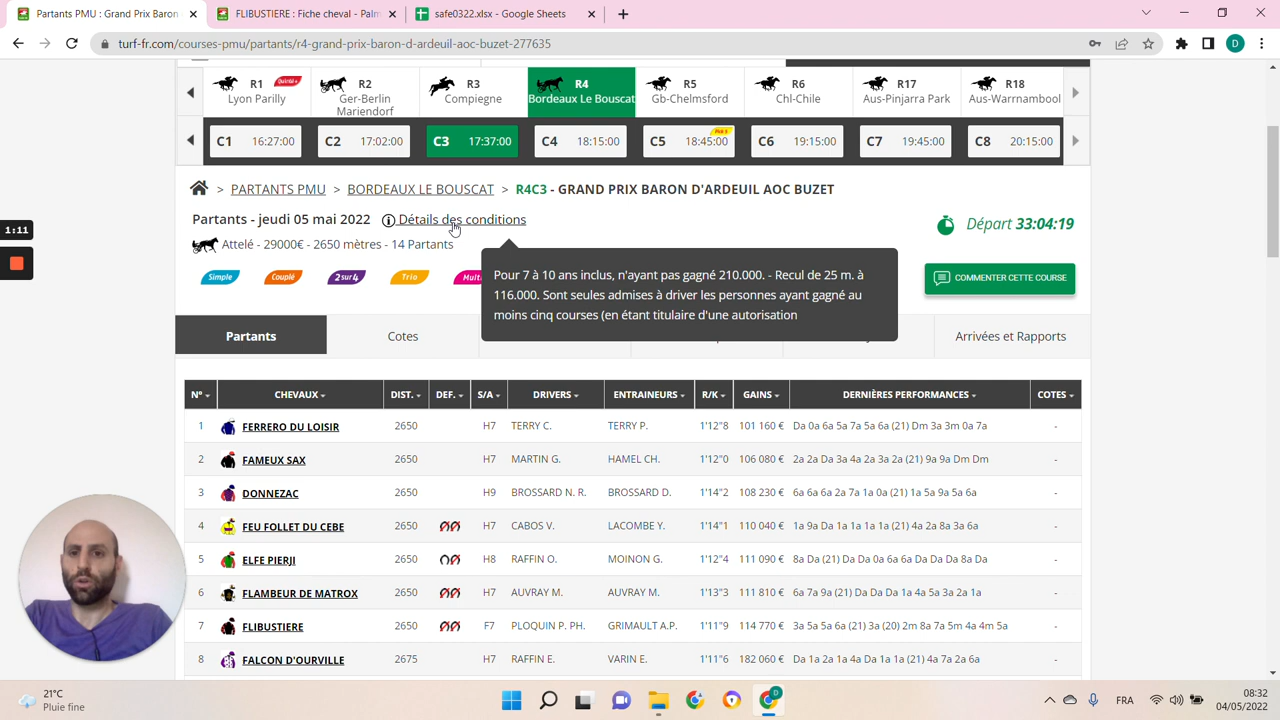 Partants PMU : Grand Prix Baron
FLIBUSTIERE : Fiche cheval - Palm
safe0322.xlsx - Google Sheets
turf-fr.com/courses-pmu/partants/r4-grand-prix-baron-d-ardeuil-aoc-buzet-277635
D
R1 Quinté+
Lyon Parilly
R2
Ger-Berlin
Mariendorf
R3
Compiegne
R4
Bordeaux Le Bouscat
R5
Gb-Chelmsford
R6
Chl-Chile
R17
Aus-Pinjarra Park
R18
Aus-Warrnambool
C1 16:27:00
C2 17:02:00
C3 17:37:00
C4 18:15:00
C5 18:45:00 Pick 5
C6 19:15:00
C7 19:45:00
C8 20:15:00
> PARTANTS PMU > BORDEAUX LE BOUSCAT > R4C3 - GRAND PRIX BARON D'ARDEUIL AOC BUZET
Partants - jeudi 05 mai 2022 Détails des conditions
Départ 33:04:19
1:11
Attelé - 29000€ - 2650 mètres - 14 Partants
Simple Couplé 2 sur 4 Trio Mult
Pour 7 à 10 ans inclus, n'ayant pas gagné 210.000. - Recul de 25 m. à
116.000. Sont seules admises à driver les personnes ayant gagné au
moins cinq courses (en étant titulaire d'une autorisation
COMMENTER CETTE COURSE
Partants Cotes Arrivées et Rapports
N° CHEVAUX DIST. DEF. S/A DRIVERS ENTRAINEURS R/K GAINS DERNIÈRES PERFORMANCES COTES
1 FERRERO DU LOISIR 2650 H7 TERRY C. TERRY P. 1'12"8 101 160 € Da 0a 6a 5a 7a 5a 6a (21) Dm 3a 3m 0a 7a -
2 FAMEUX SAX 2650 H7 MARTIN G. HAMEL CH. 1'12"0 106 080 € 2a 2a Da 3a 4a 2a 3a 2a (21) 9a 9a Dm Dm -
3 DONNEZAC 2650 H9 BROSSARD N. R. BROSSARD D. 1'14"2 108 230 € 6a 6a 6a 2a 7a 1a 0a (21) 1a 5a 9a 5a 6a -
4 FEU FOLLET DU CEBE 2650 H7 CABOS V. LACOMBE Y. 1'14"1 110 040 € 1a 9a Da 1a 1a 1a 1a (21) 4a 2a 8a 3a 6a -
5 ELFE PIERJI 2650 H8 RAFFIN O. MOINON G. 1'12"4 111 090 € 8a Da (21) Da Da 0a 6a 6a Da Da Da 8a Da -
6 FLAMBEUR DE MATROX 2650 H7 AUVRAY M. AUVRAY M. 1'13"3 111 810 € 6a 7a 9a (21) Da Da Da 1a 4a 5a 3a 2a 1a -
7 FLIBUSTIERE 2650 F7 PLOQUIN P. PH. GRIMAULT A.P. 1'11"9 114 770 € 3a 5a 5a 6a (21) 3a (20) 2m 8a 7a 5m 4a 4m 5a -
8 FALCON D'OURVILLE 2675 H7 RAFFIN E. VARIN E. 1'11"6 182 060 € Da 1a 2a 1a 4a Da 1a 1a (21) 4a 7a 2a 6a -
21°C
Pluie fine
FRA
08:32
04/05/2022